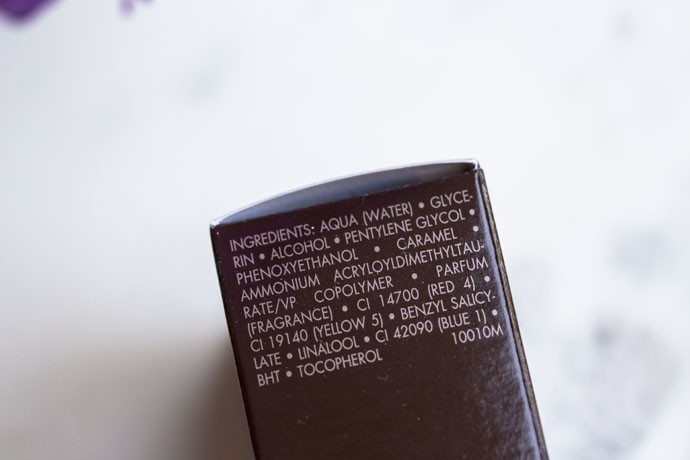 INGREDIENTS: AQUA (WATER) • GLYCE-
RIN • ALCOHOL • PENTYLENE GLYCOL •
PHENOXYETHANOL • CARAMEL •
AMMONIUM ACRYLOYLDIMETHYLTAU-
RATE/VP COPOLYMER • PARFUM
(FRAGRANCE) • CI 14700 (RED 4) •
CI 19140 (YELLOW 5) • BENZYL SALICY-
LATE • LINALOOL • CI 42090 (BLUE 1) •
BHT • TOCOPHEROL 10010M